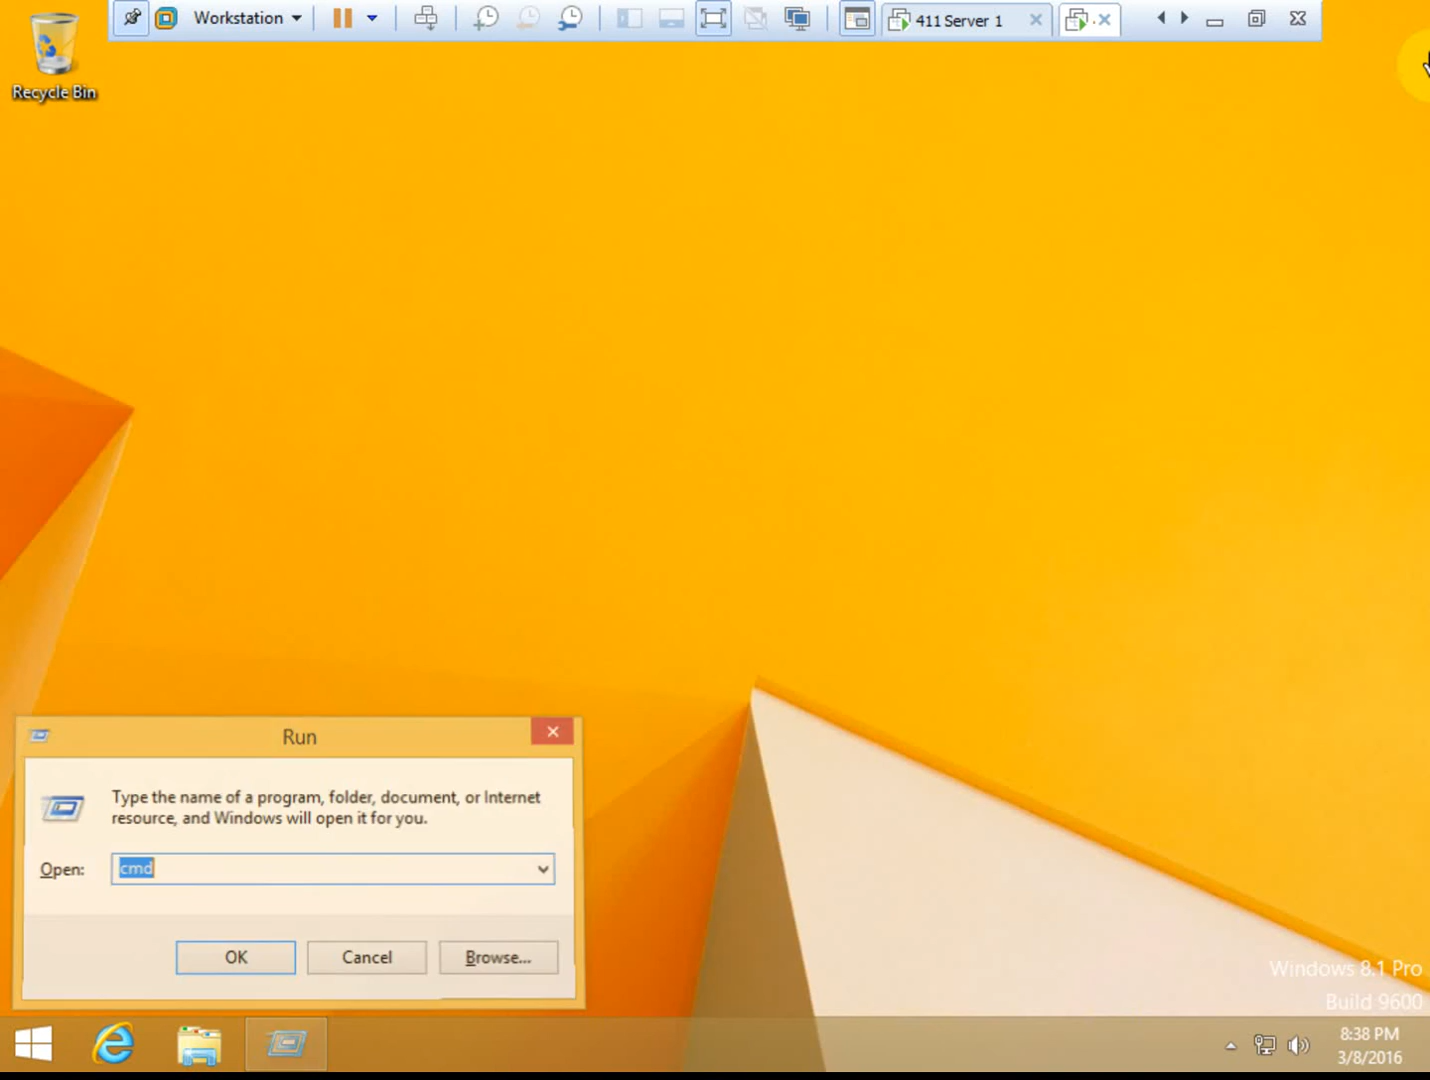 Workstation
411 Server 1
Recycle Bin
Run
Type the name of a program, folder, document, or Internet
resource, and Windows will open it for you.
Open:
cmd
OK
Cancel
Browse...
Windows 8.1 Pro
Build 9600
8:38 PM
3/8/2016